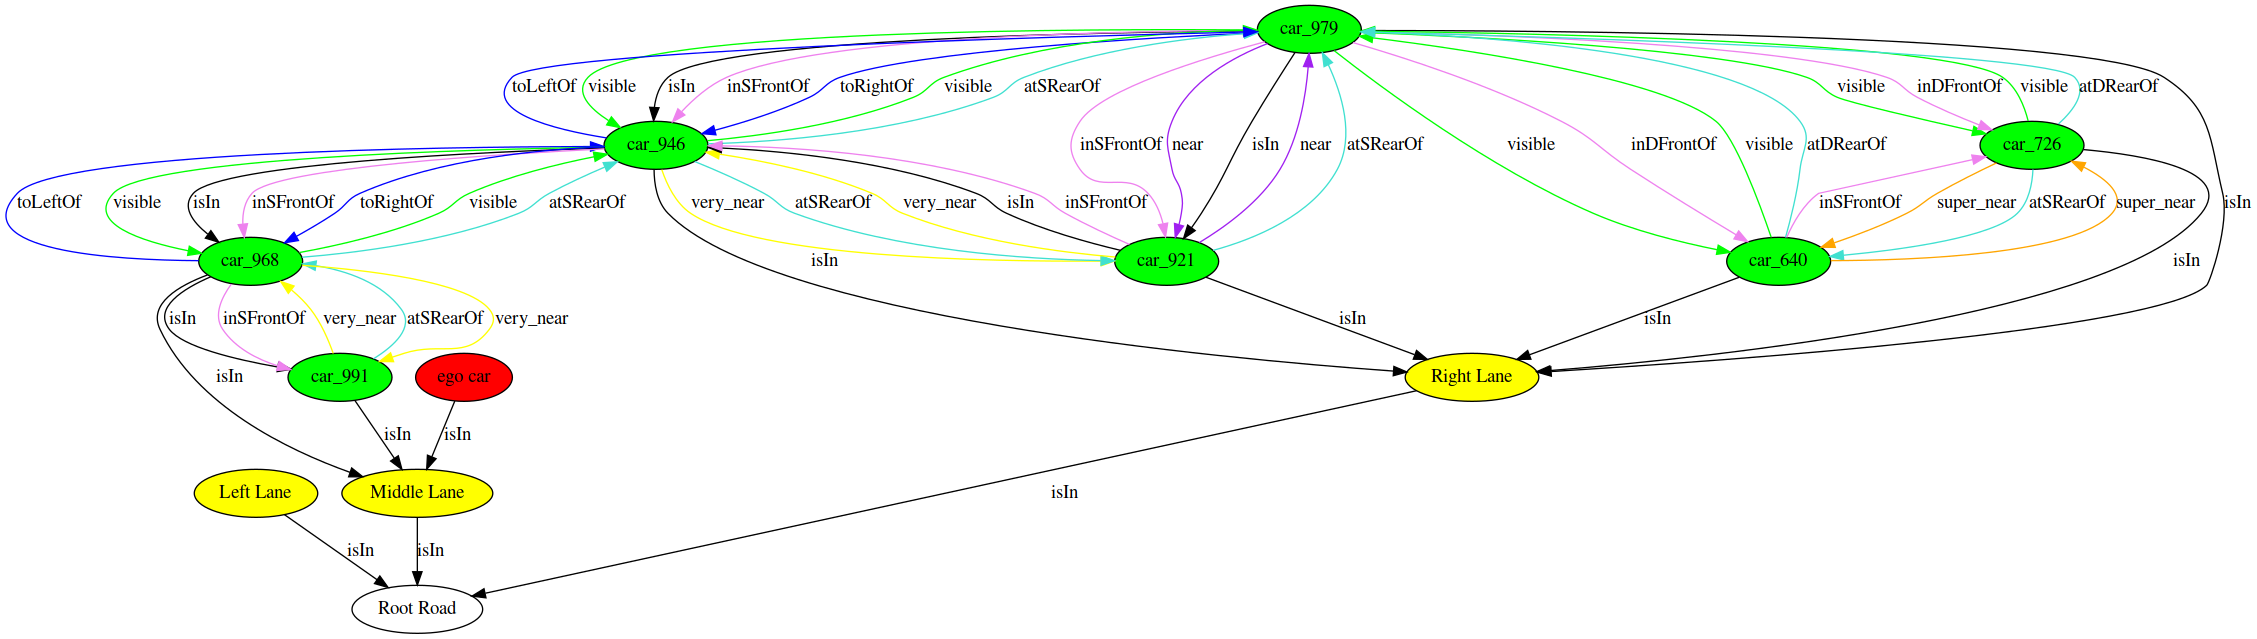 car_979
toLeftOf visible isIn inSFrontOf toRightOf visible atSRearOf visible inDFrontOf visible atDRearOf
car_946 inSFrontOf near isIn near atSRearOf visible inDFrontOf visible atDRearOf car_726
toLeftOf visible isIn inSFrontOf toRightOf visible atSRearOf very_near atSRearOf very_near isIn inSFrontOf inSFrontOf super_near atSRearOf super_near isIn
car_968 isIn car_921 car_640 isIn
isIn inSFrontOf very_near atSRearOf very_near isIn isIn
isIn car_991 ego car Right Lane
isIn isIn
Left Lane Middle Lane isIn
isIn isIn
Root Road